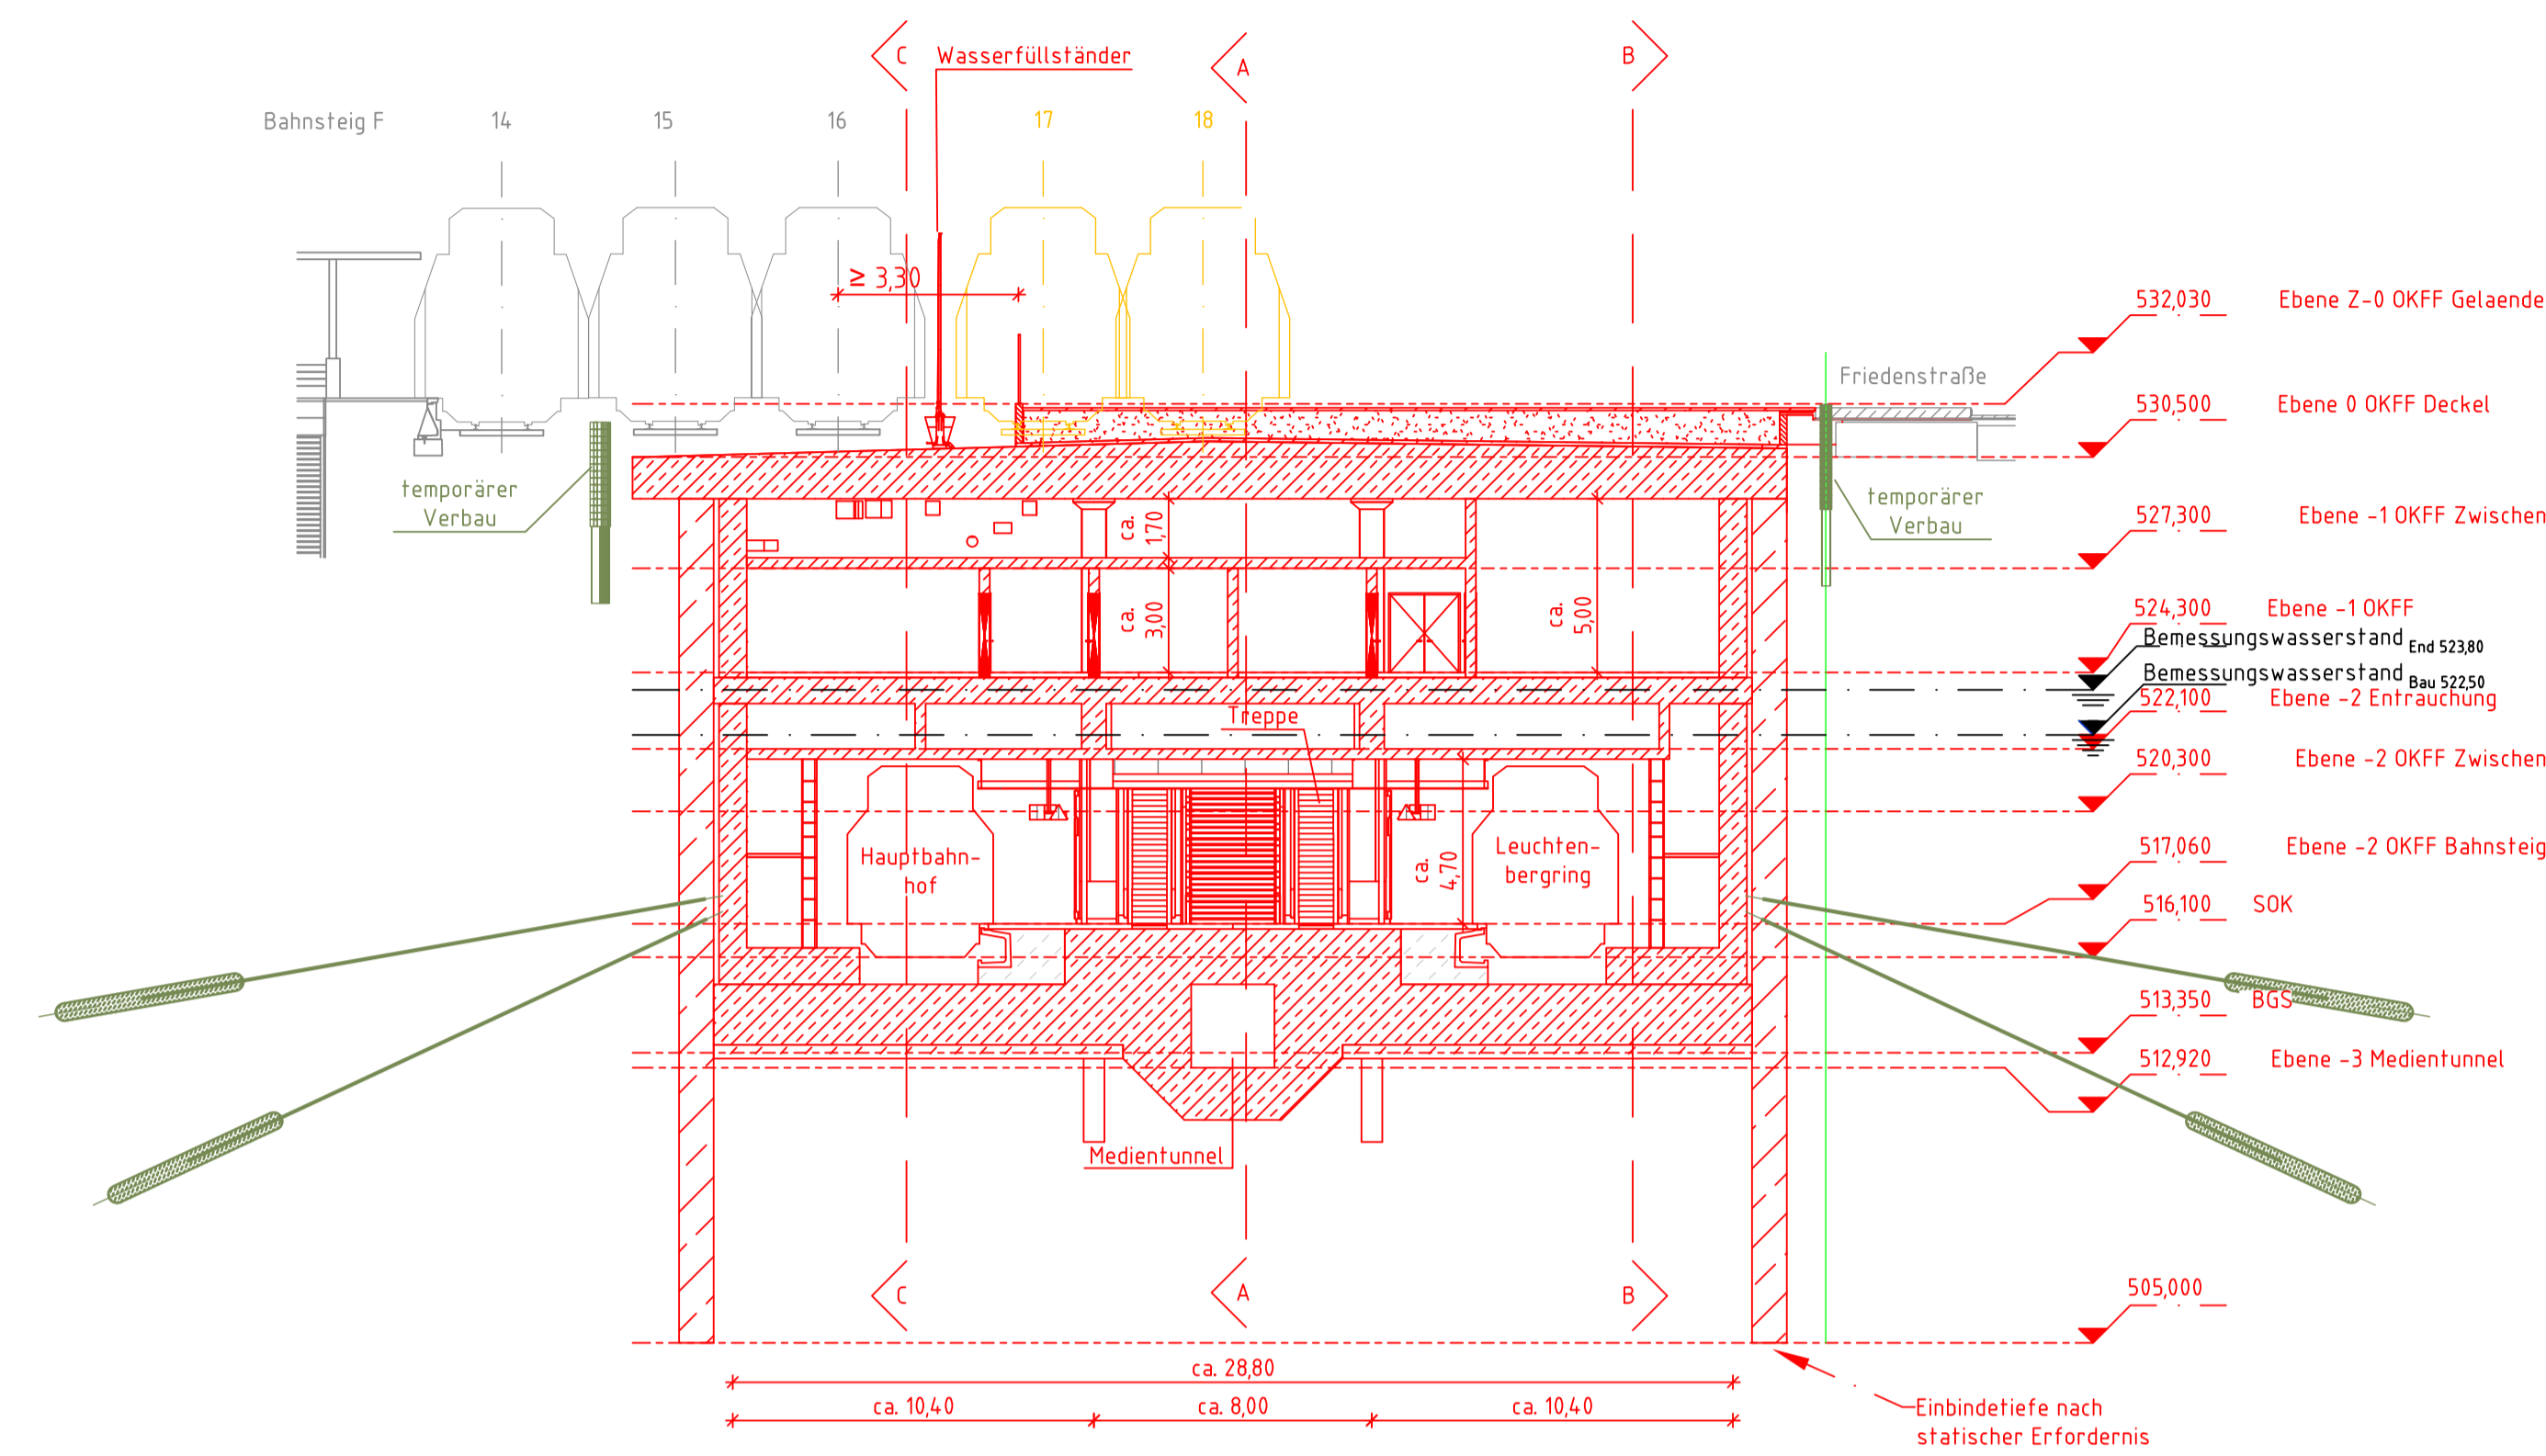 C
Wasserfüllständer
A
B
Bahnsteig F
14
15
16
17
18
≥ 3,30
532,030 Ebene Z-0 OKFF Gelaende
Friedenstraße
530,500 Ebene 0 OKFF Deckel
temporärer
Verbau
temporärer
Verbau
ca.
1,70
527,300 Ebene -1 OKFF Zwischen
ca.
3,00
ca.
5,00
524,300 Ebene -1 OKFF
Bemessungswasserstand End 523,80
Bemessungswasserstand Bau 522,50
522,100 Ebene -2 Entrauchung
Treppe
520,300 Ebene -2 OKFF Zwischen
Hauptbahn-
hof
ca.
4,70
Leuchten-
bergring
517,060 Ebene -2 OKFF Bahnsteig
516,100 SOK
513,350 BGS
512,920 Ebene -3 Medientunnel
Medientunnel
C
A
B
505,000
ca. 28,80
ca. 10,40
ca. 8,00
ca. 10,40
Einbindetiefe nach
statischer Erfordernis